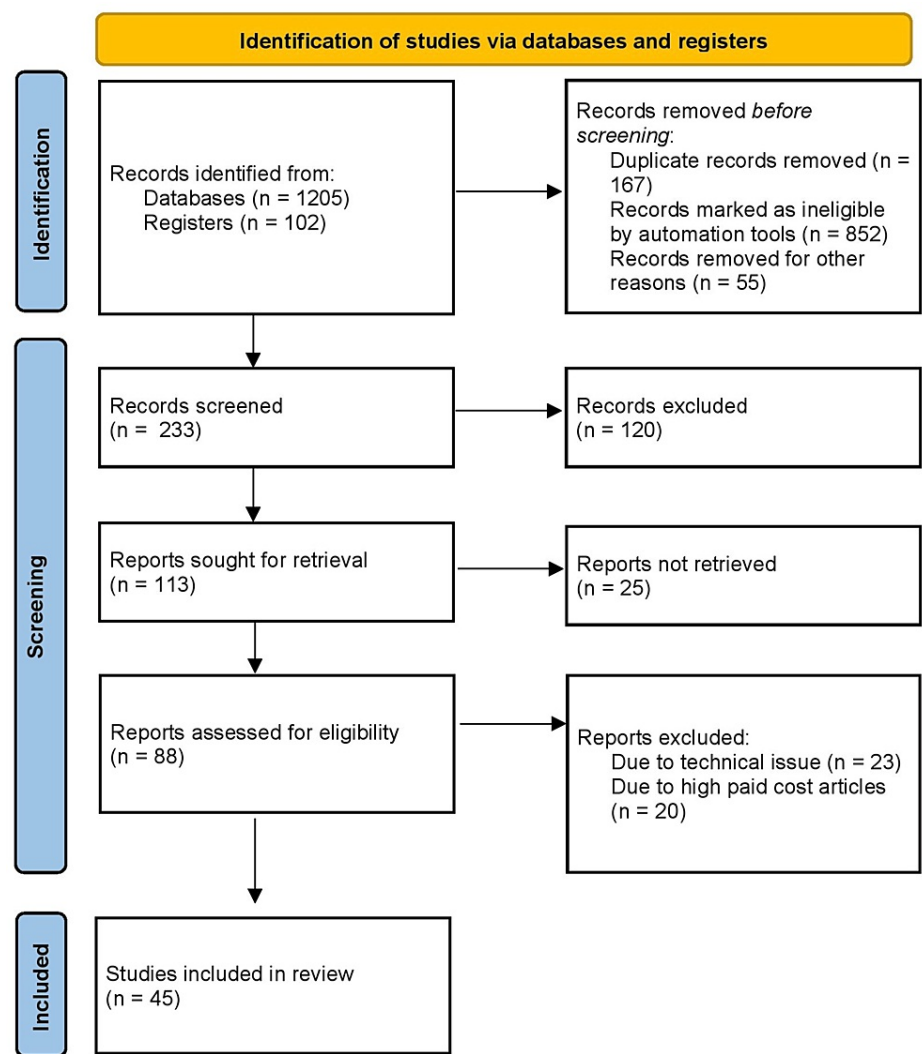 Identification of studies via databases and registers
Identification
Records identified from:
Databases (n = 1205)
Registers (n = 102)
Records removed before
screening:
Duplicate records removed (n =
167)
Records marked as ineligible
by automation tools (n = 852)
Records removed for other
reasons (n = 55)
Screening
Records screened
(n = 233)
Records excluded
(n = 120)
Reports sought for retrieval
(n = 113)
Reports not retrieved
(n = 25)
Reports assessed for eligibility
(n = 88)
Reports excluded:
Due to technical issue (n = 23)
Due to high paid cost articles
(n = 20)
Included
Studies included in review
(n = 45)